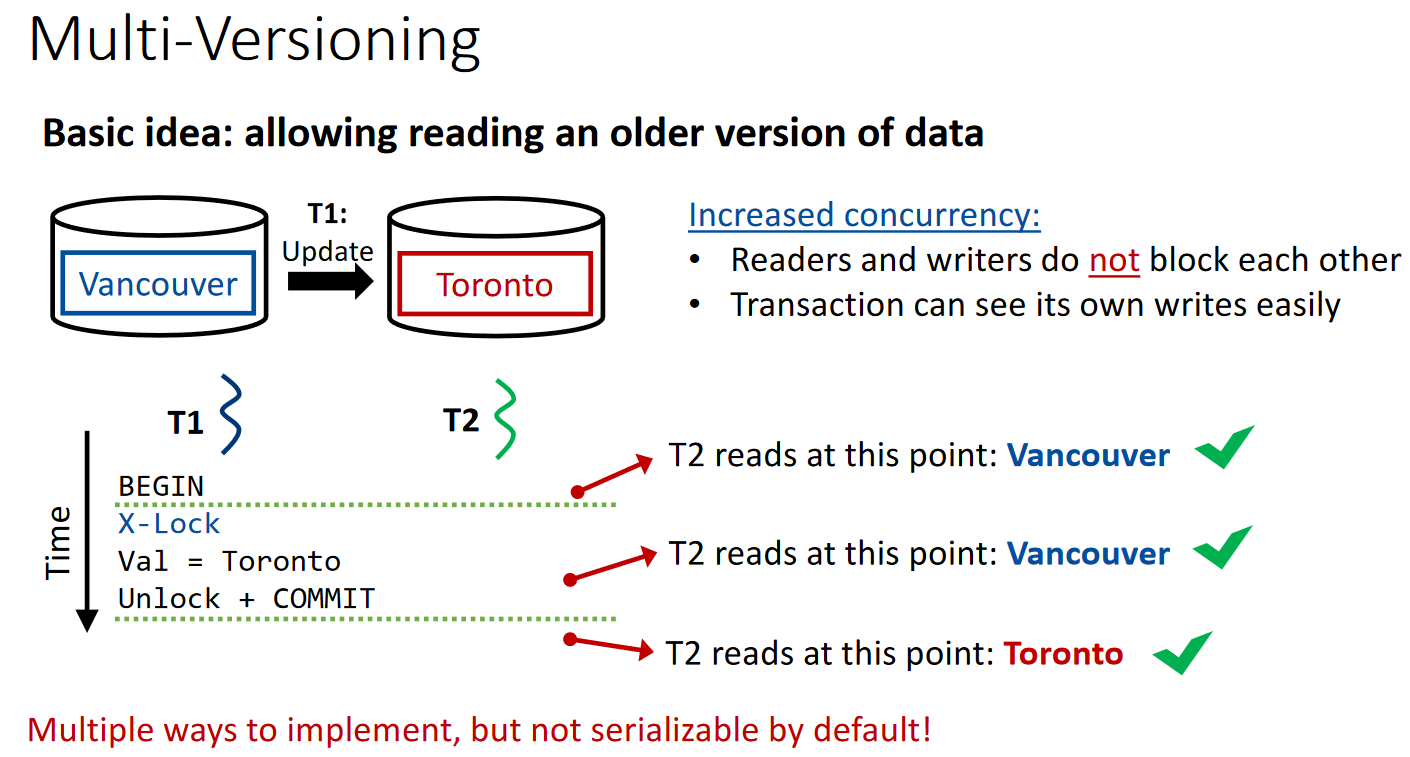 Multi-Versioning
Basic idea: allowing reading an older version of data
Vancouver
T1:
Update
Toronto
Increased concurrency:
• Readers and writers do not block each other
• Transaction can see its own writes easily
T1
T2
Time
BEGIN
X-Lock
Val = Toronto
Unlock + COMMIT
T2 reads at this point: Vancouver
T2 reads at this point: Vancouver
T2 reads at this point: Toronto
Multiple ways to implement, but not serializable by default!